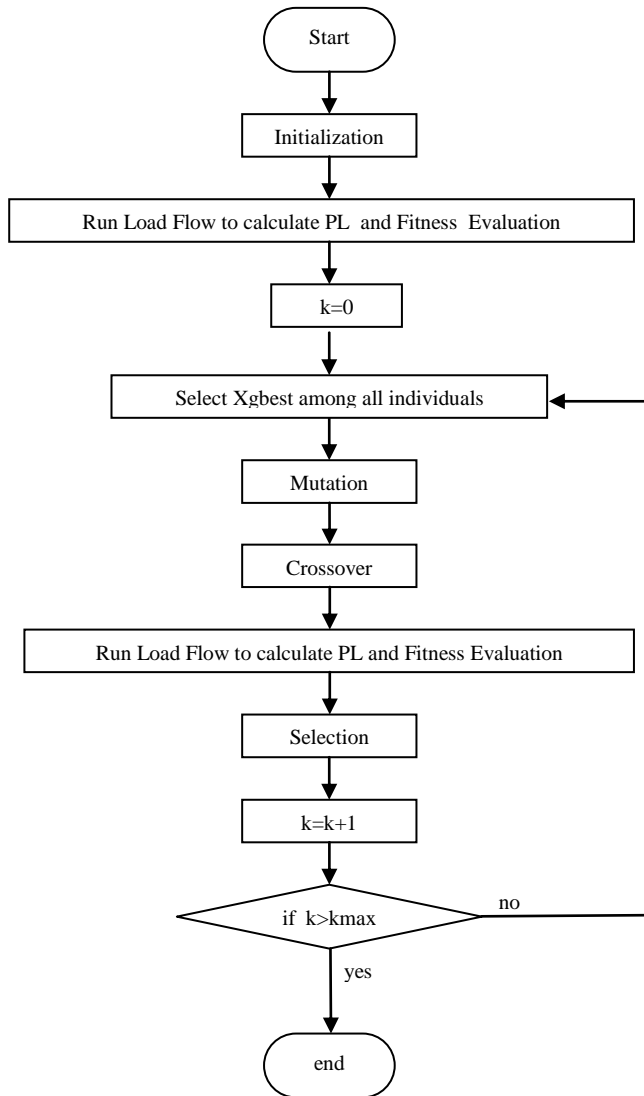 Start
Initialization
Run Load Flow to calculate PL and Fitness Evaluation
k=0
Select Xgbest among all individuals
Mutation
Crossover
Run Load Flow to calculate PL and Fitness Evaluation
Selection
k=k+1
if k>kmax
no
yes
end